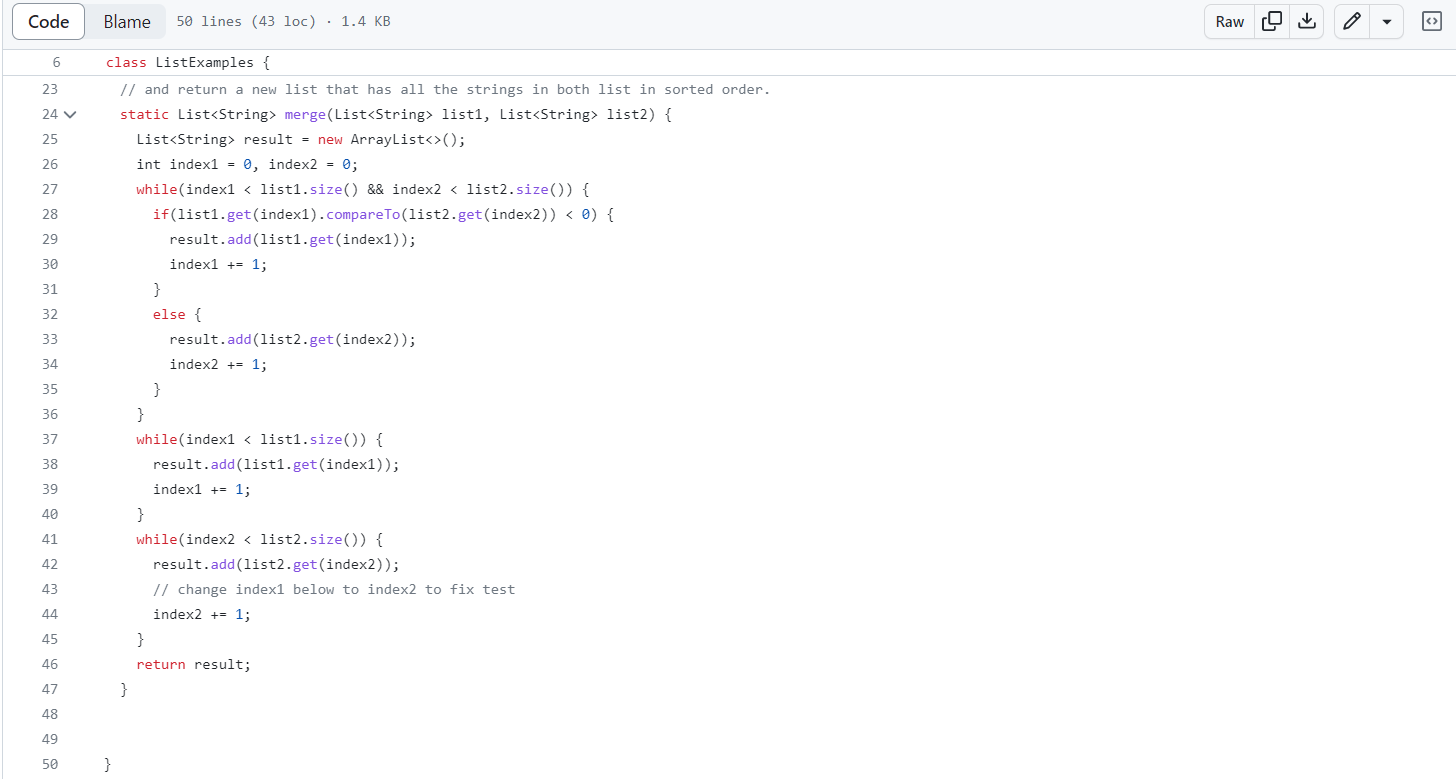 Code Blame 50 lines (43 loc) · 1.4 KB Raw
6 class ListExamples {
23 // and return a new list that has all the strings in both list in sorted order.
24 static List<String> merge(List<String> list1, List<String> list2) {
25 List<String> result = new ArrayList<>();
26 int index1 = 0, index2 = 0;
27 while(index1 < list1.size() && index2 < list2.size()) {
28 if(list1.get(index1).compareTo(list2.get(index2)) < 0) {
29 result.add(list1.get(index1));
30 index1 += 1;
31 }
32 else {
33 result.add(list2.get(index2));
34 index2 += 1;
35 }
36 }
37 while(index1 < list1.size()) {
38 result.add(list1.get(index1));
39 index1 += 1;
40 }
41 while(index2 < list2.size()) {
42 result.add(list2.get(index2));
43 // change index1 below to index2 to fix test
44 index2 += 1;
45 }
46 return result;
47 }
48
49
50 }